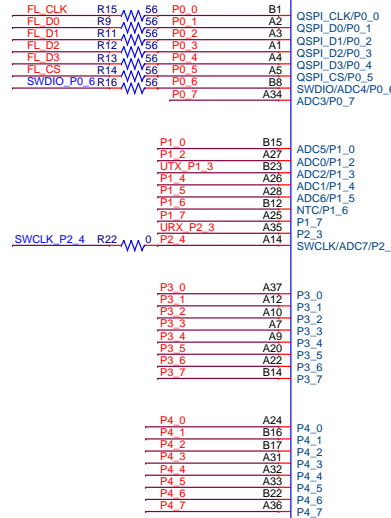 FL_CLK R15 56 P0_0 B1 QSPI_CLK/P0_0
FL_D0 R9 56 P0_1 A2 QSPI_D0/P0_1
FL_D1 R11 56 P0_2 A3 QSPI_D1/P0_2
FL_D2 R12 56 P0_3 A1 QSPI_D2/P0_3
FL_D3 R13 56 P0_4 A4 QSPI_D3/P0_4
FL_CS R14 56 P0_5 A5 QSPI_CS/P0_5
SWDIO_P0_6 R16 56 P0_6 B8 SWDIO/ADC4/P0_6
P0_7 A34 ADC3/P0_7
P1_0 B15 ADC5/P1_0
P1_2 A27 ADC0/P1_2
UTX_P1_3 B23 ADC2/P1_3
P1_4 A26 ADC1/P1_4
P1_5 A28 ADC6/P1_5
P1_6 B12 NTC/P1_6
P1_7 A25 P1_7
URX_P2_3 A35 P2_3
SWCLK_P2_4 R22 0 P2_4 A14 SWCLK/ADC7/P2_
P3_0 A37 P3_0
P3_1 A12 P3_1
P3_2 A10 P3_2
P3_3 A7 P3_3
P3_4 A9 P3_4
P3_5 A20 P3_5
P3_6 A22 P3_6
P3_7 B14 P3_7
P4_0 A24 P4_0
P4_1 B16 P4_1
P4_2 B17 P4_2
P4_3 A31 P4_3
P4_4 A32 P4_4
P4_5 A33 P4_5
P4_6 B22 P4_6
P4_7 A36 P4_7